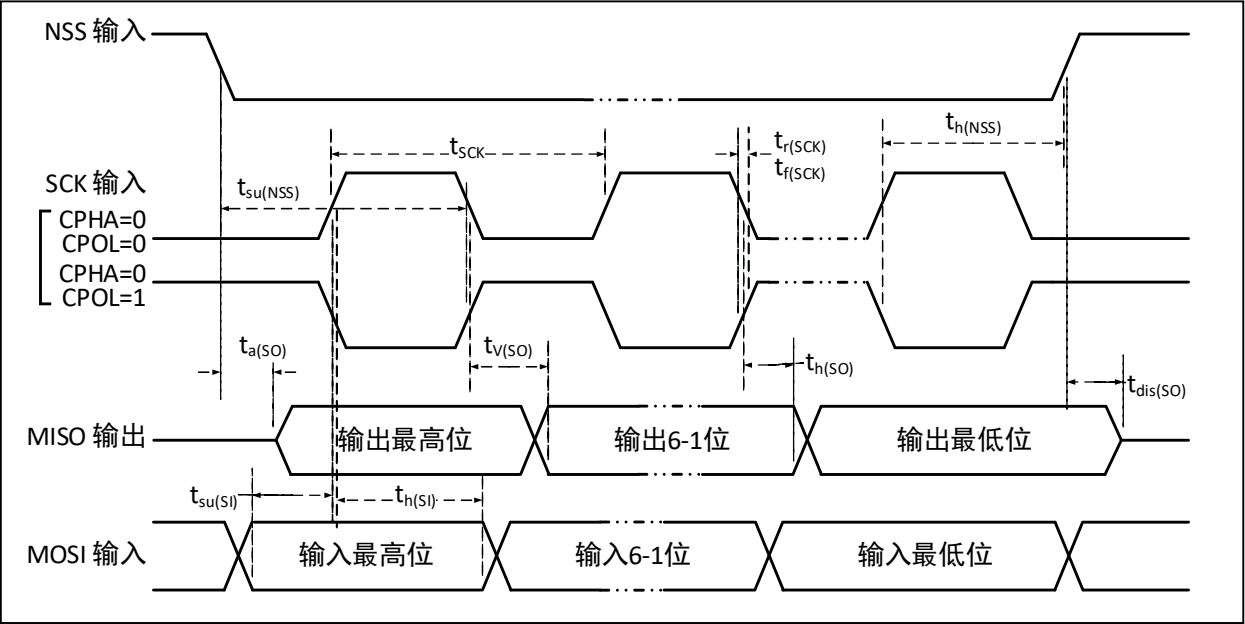 NSS 输入
t_h(NSS)
t_SCK
t_r(SCK)
t_f(SCK)
SCK 输入
t_su(NSS)
CPHA=0
CPOL=0
CPHA=0
CPOL=1
t_a(SO)
t_V(SO)
t_h(SO)
t_dis(SO)
MISO 输出
输出最高位
输出6-1位
输出最低位
t_su(SI)
t_h(SI)
MOSI 输入
输入最高位
输入6-1位
输入最低位